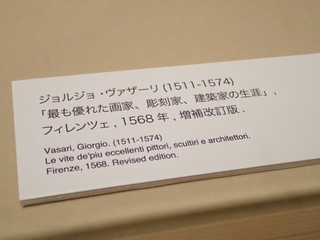 ジョルジョ・ヴァザーリ (1511-1574)
「最も優れた画家、彫刻家、建築家の生涯」.
フィレンツェ , 1568 年 , 増補改訂版 .
Vasari, Giorgio. (1511-1574)
Le vite de'piu eccellenti pittori, scultiri e architettori.
Firenze, 1568. Revised edition.